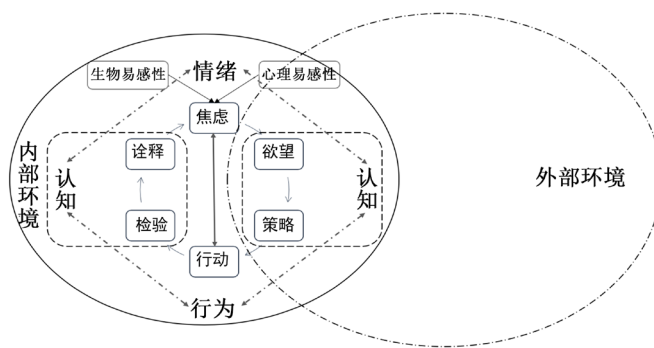 生物易感性
情绪
心理易感性
焦虑
诠释
欲望
内部环境
认知
认知
外部环境
检验
策略
行动
行为